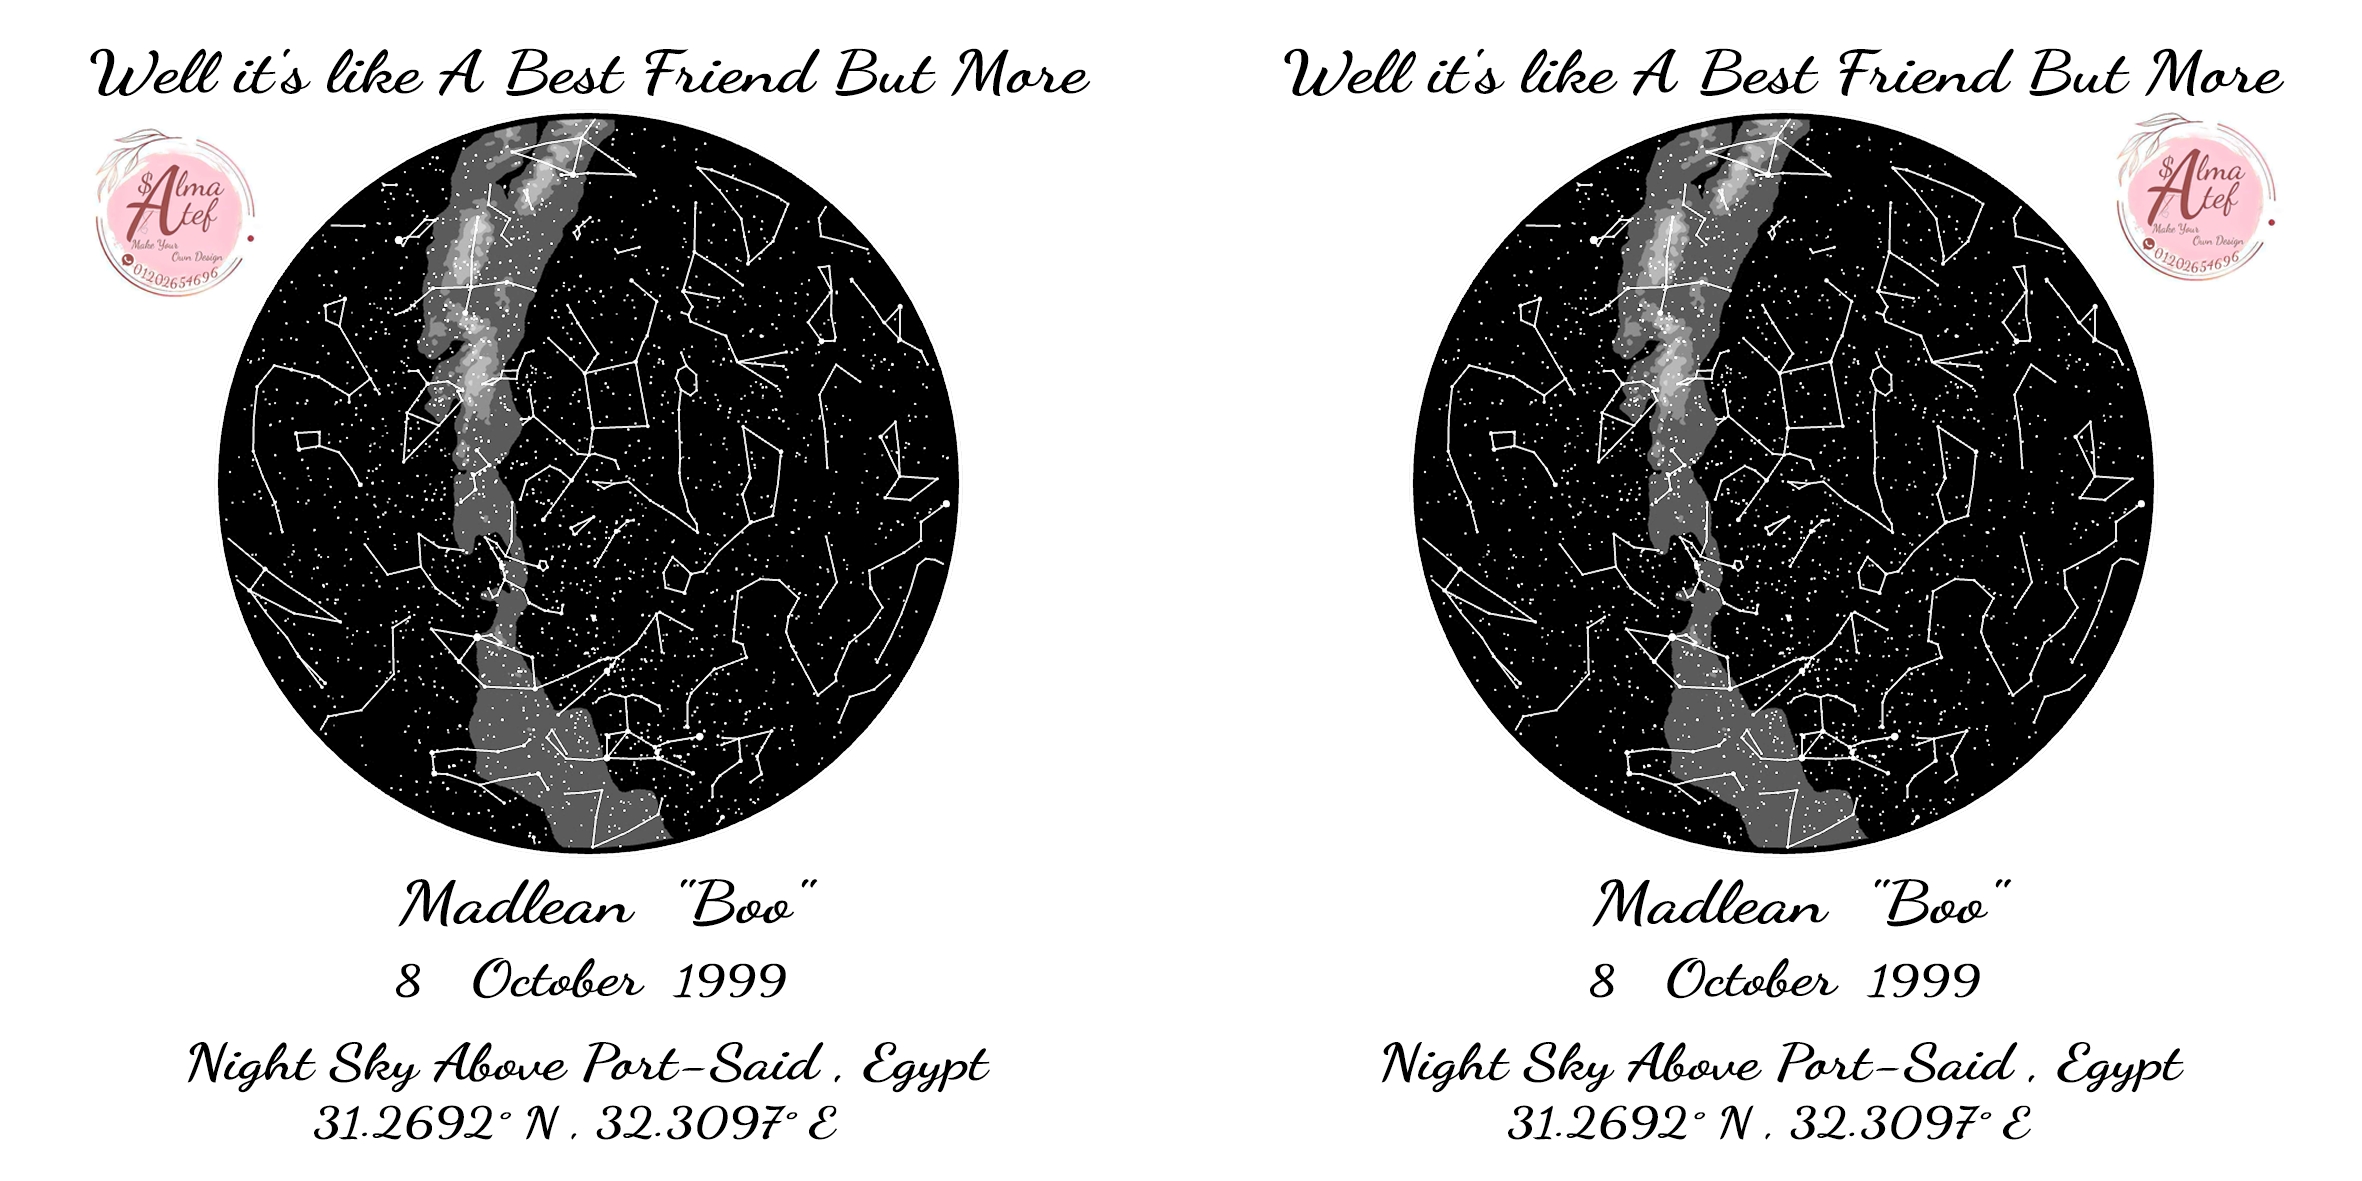 Well it's like A Best Friend But More
$Alma
Atef
Make Your
Own Design
01202654696
Madlean "Boo"
8 October 1999
Night Sky Above Port-Said , Egypt
31.2692° N , 32.3097° E
Well it's like A Best Friend But More
$Alma
Atef
Make Your
Own Design
01202654696
Madlean "Boo"
8 October 1999
Night Sky Above Port-Said , Egypt
31.2692° N , 32.3097° E